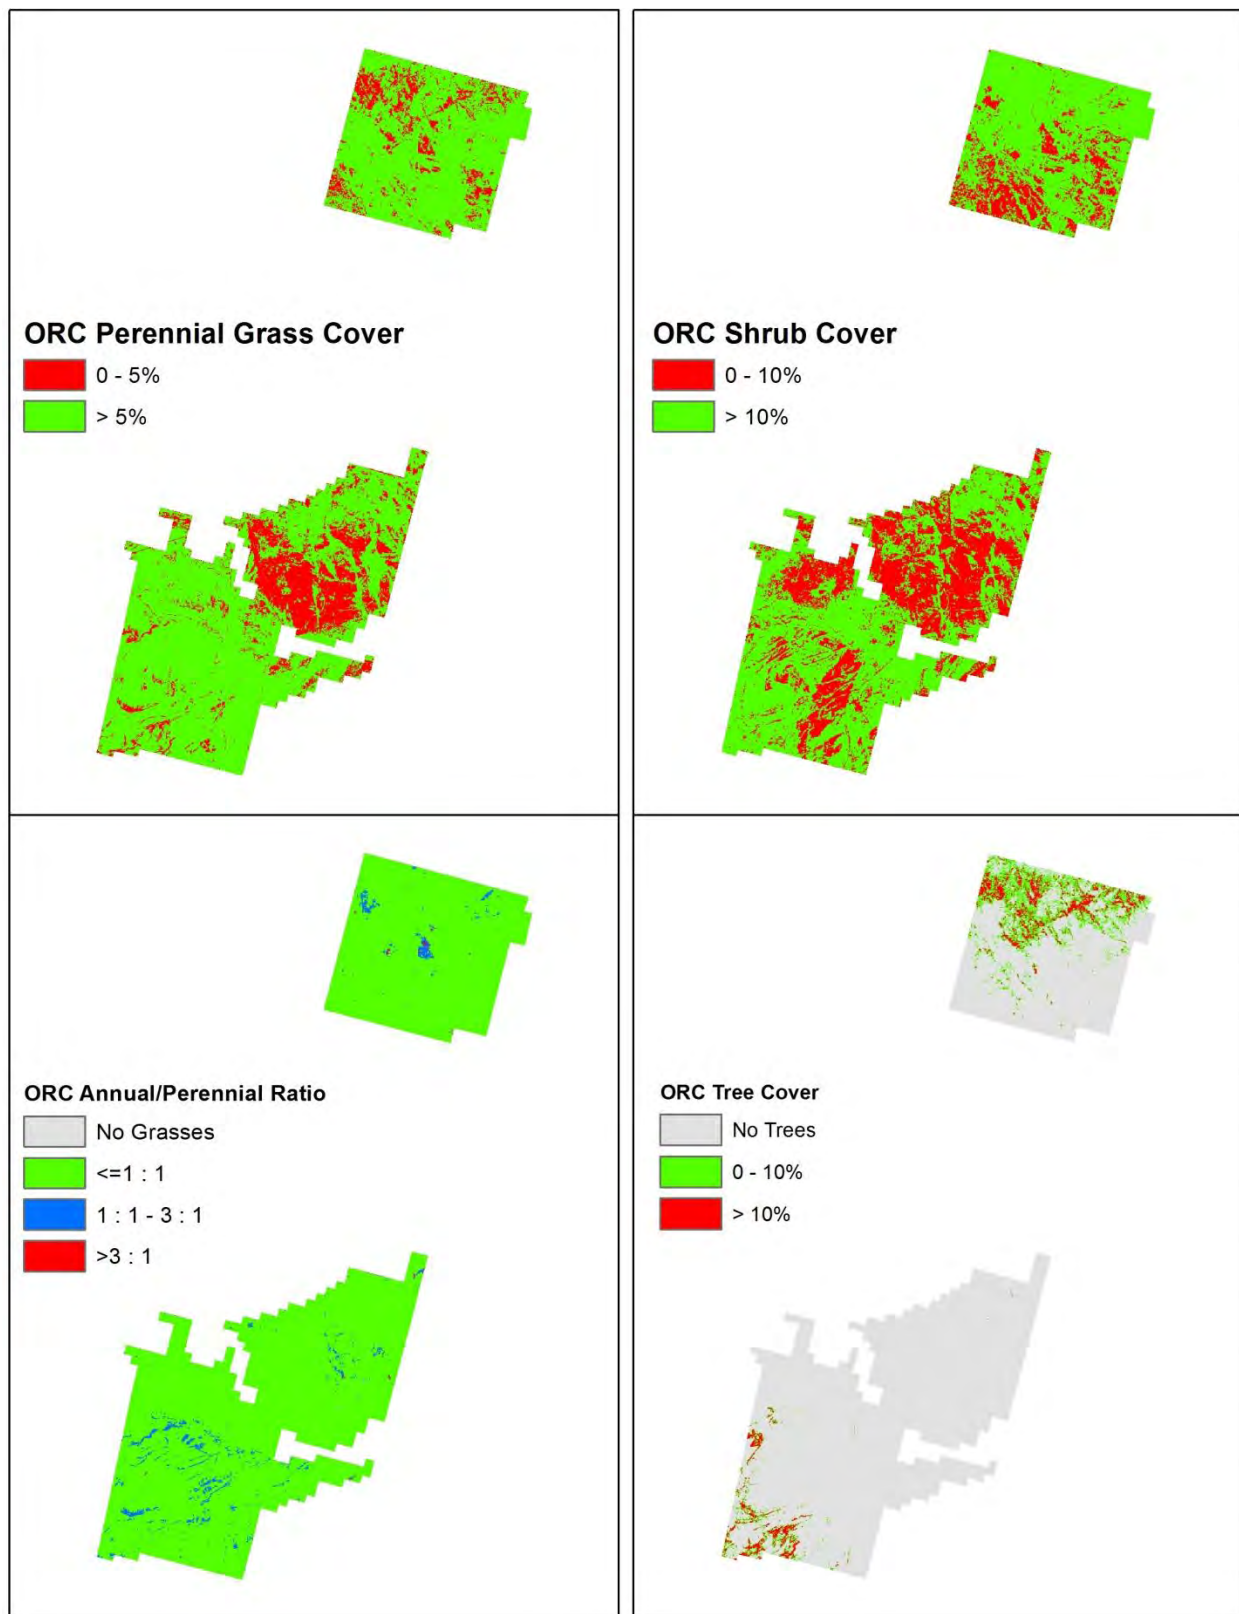 ORC Perennial Grass Cover
0 - 5%
> 5%
ORC Shrub Cover
0 - 10%
> 10%
ORC Annual/Perennial Ratio
No Grasses
<=1 : 1
1 : 1 - 3 : 1
>3 : 1
ORC Tree Cover
No Trees
0 - 10%
> 10%